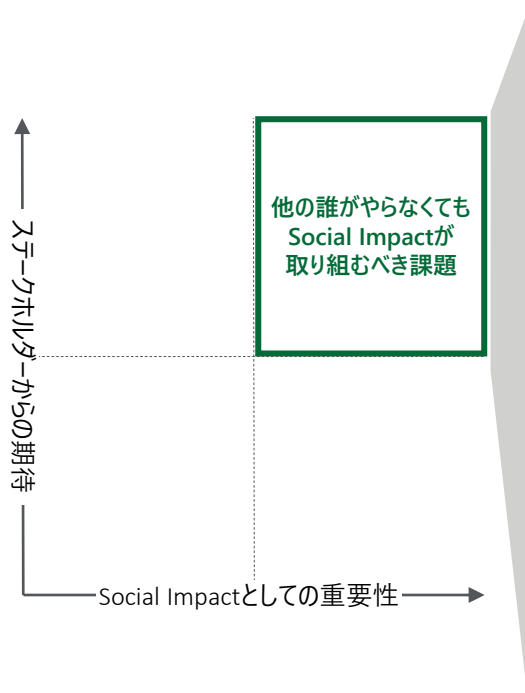 他の誰がやらなくても
Social Impactが
取り組むべき課題
ステークホルダーからの期待
Social Impactとしての重要性